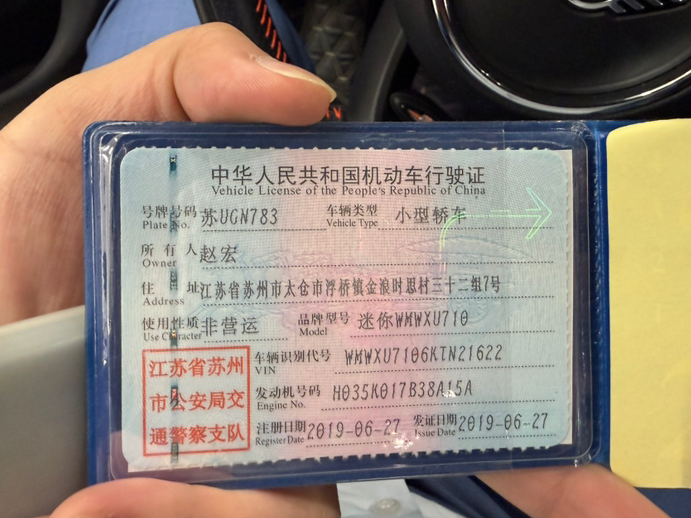 中华人民共和国机动车行驶证
Vehicle License of the People's Republic of China
号牌号码 苏UGN783 车辆类型 小型轿车
Plate No. Vehicle Type
所有人 赵宏
Owner
住址 江苏省苏州市太仓市浮桥镇金浪时思村三十二组7号
Address
使用性质 非营运 品牌型号 迷你WMWXU710
Use Character Model
江苏省苏州
市公安局交
通警察支队
车辆识别代号 WMWXU7106KTN21622
VIN
发动机号码 H035K017B38A15A
Engine No.
注册日期 2019-06-27 发证日期 2019-06-27
Register Date Issue Date